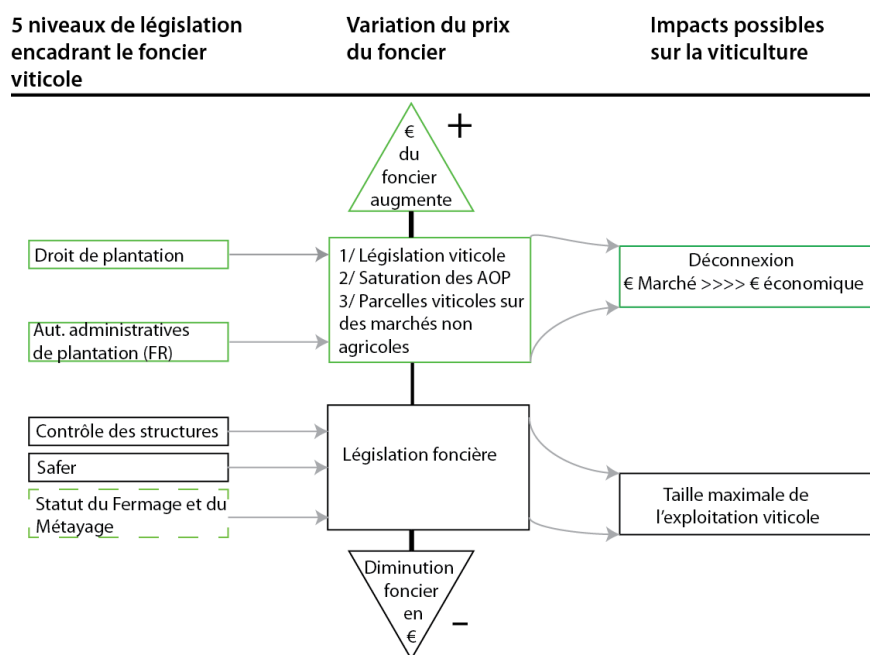 5 niveaux de législation
encadrant le foncier
viticole
Variation du prix
du foncier
Impacts possibles
sur la viticulture
+
€
du
foncier
augmente
Droit de plantation
Aut. administratives
de plantation (FR)
1/ Législation viticole
2/ Saturation des AOP
3/ Parcelles viticoles sur
des marchés non
agricoles
Déconnexion
€ Marché >>>> € économique
Contrôle des structures
Safer
Statut du Fermage et du
Métayage
Législation foncière
Taille maximale de
l'exploitation viticole
Diminution
foncier
en
€
-